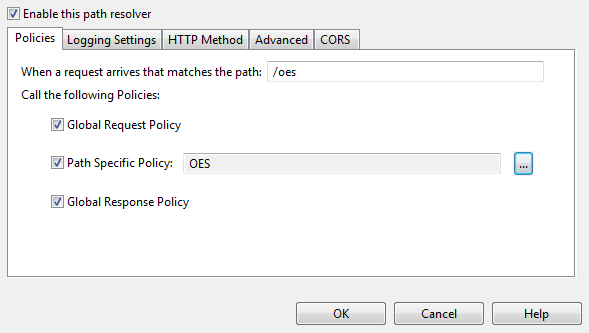 Enable this path resolver
Policies Logging Settings HTTP Method Advanced CORS
When a request arrives that matches the path: /oes
Call the following Policies:
Global Request Policy
Path Specific Policy: OES ...
Global Response Policy
OK Cancel Help